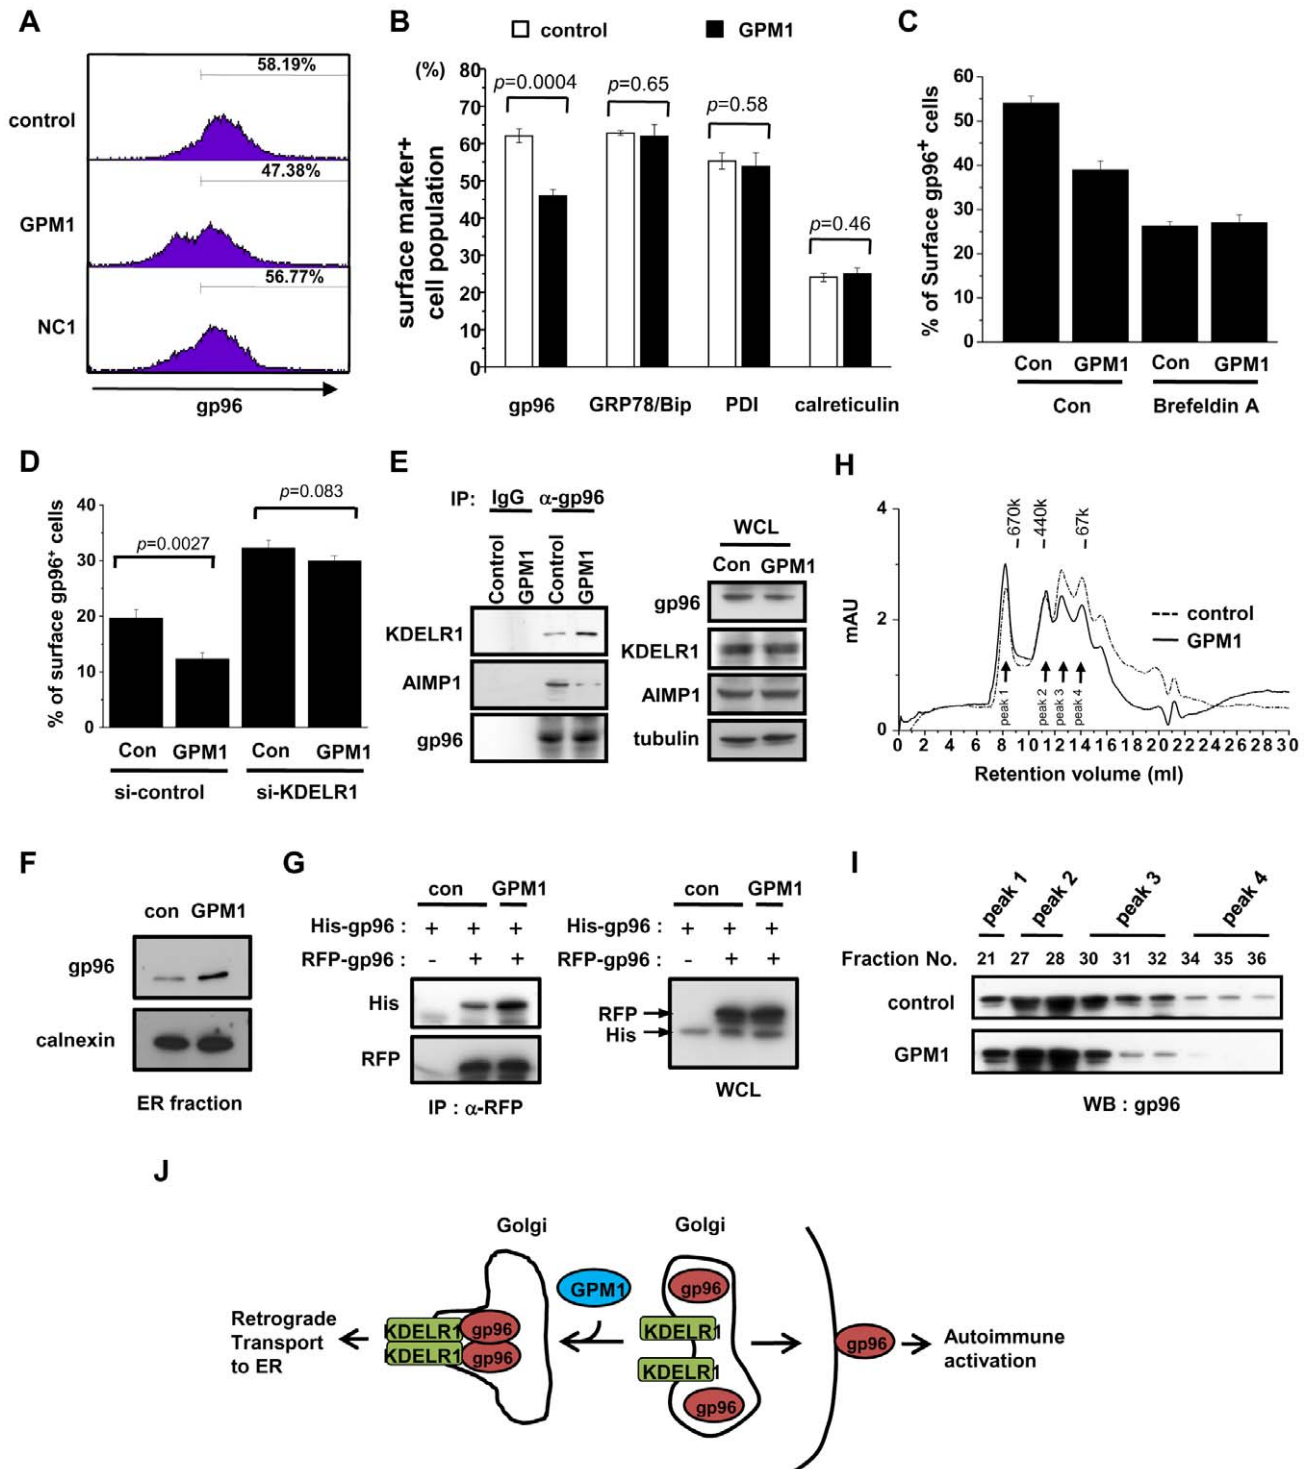 A
58.19%
control
47.38%
GPM1
56.77%
NC1
gp96
B
control GPM1
(%)
80
70
60
50
40
30
20
10
0
surface marker+
cell population
p=0.0004
p=0.65
p=0.58
p=0.46
gp96 GRP78/Bip PDI calreticulin
C
60
50
40
30
20
10
0
% of Surface gp96+ cells
Con GPM1 Con GPM1
Con Brefeldin A
D
40
30
20
10
0
% of surface gp96+ cells
p=0.0027
p=0.083
Con GPM1 Con GPM1
si-control si-KDELR1
E
IP: IgG α-gp96
Control GPM1 Control GPM1
KDELR1
AIMP1
gp96
WCL
Con GPM1
gp96
KDELR1
AIMP1
tubulin
H
4
2
0
mAU
–670k
–440k
–67k
control
GPM1
peak 1
peak 2
peak 3
peak 4
0 2 4 6 8 10 12 14 16 18 20 22 24 26 28 30
Retention volume (ml)
F
con GPM1
gp96
calnexin
ER fraction
G
con GPM1
His-gp96 : + + +
RFP-gp96 : - + +
His
RFP
IP : α-RFP
con GPM1
His-gp96 : + + +
RFP-gp96 : - + +
RFP
His
WCL
I
peak 1 peak 2 peak 3 peak 4
Fraction No. 21 27 28 30 31 32 34 35 36
control
GPM1
WB : gp96
J
Golgi
Golgi
GPM1
gp96
KDELR1
gp96
KDELR1
gp96
KDELR1
KDELR1
gp96
gp96
Retrograde
Transport
to ER
Autoimmune
activation